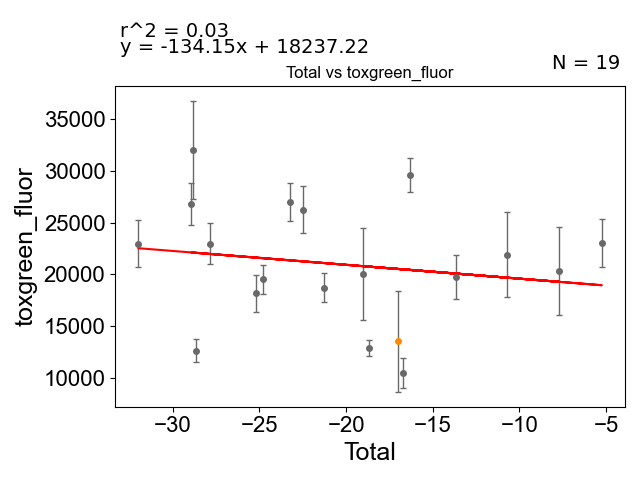 r^2 = 0.03
y = -134.15x + 18237.22
N = 19
Total vs toxgreen_fluor
35000
30000
25000
20000
15000
10000
toxgreen_fluor
−30 −25 −20 −15 −10 −5
Total